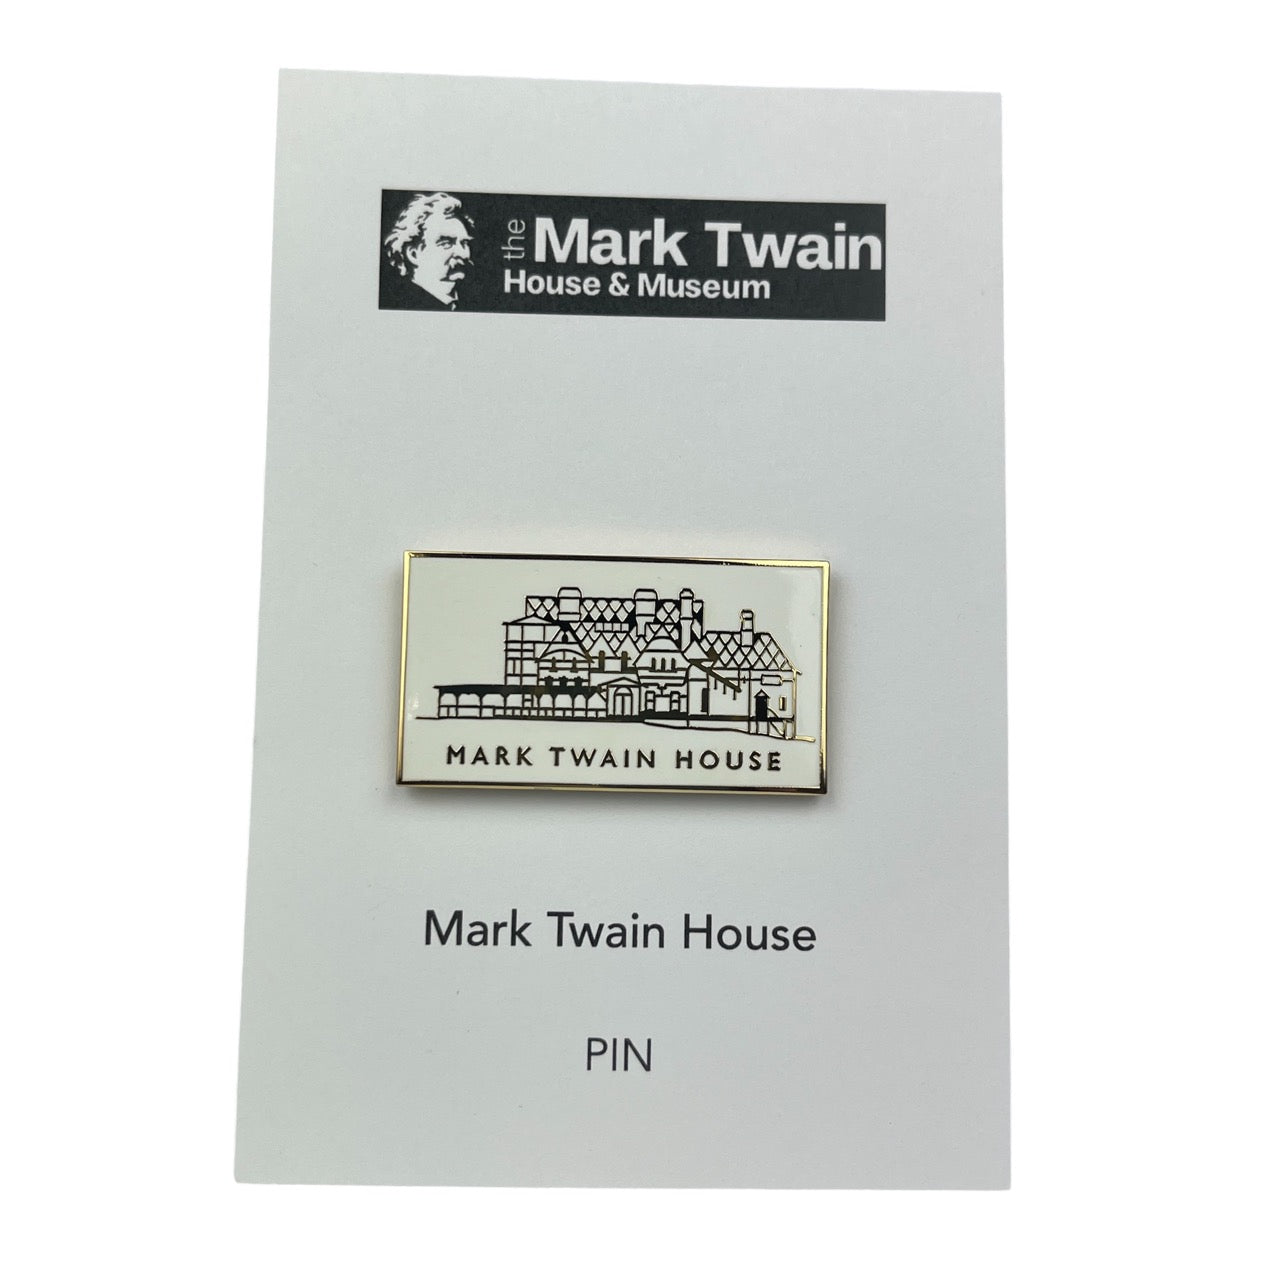 the Mark Twain
House & Museum
MARK TWAIN HOUSE
Mark Twain House
PIN